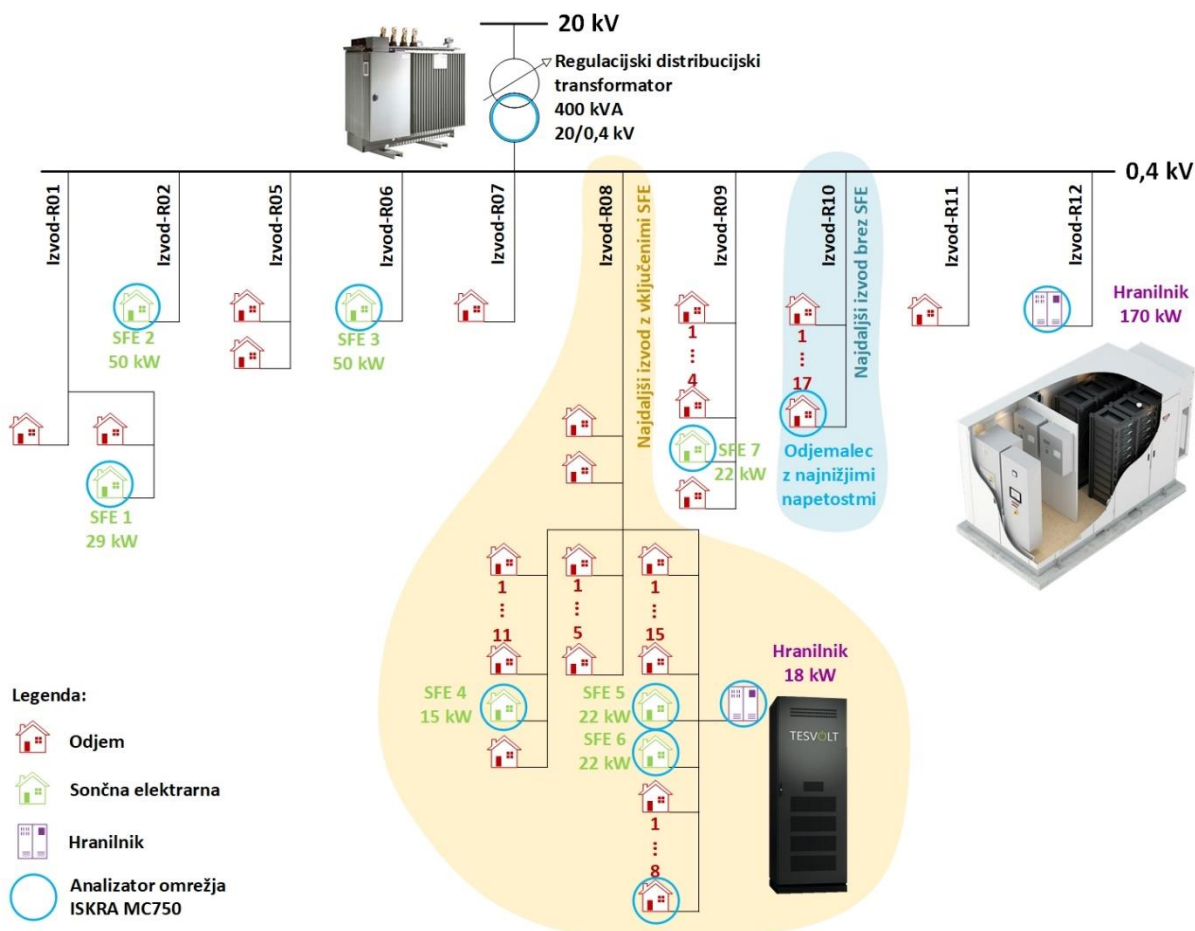 20 kV
Regulacijski distribucijski
transformator
400 kVA
20/0,4 kV
0,4 kV
Izvod-R01
Izvod-R02
Izvod-R05
Izvod-R06
Izvod-R07
Izvod-R08
Najdaljši izvod z vključenimi SFE
Izvod-R09
Izvod-R10
Najdaljši izvod brez SFE
Izvod-R11
Izvod-R12
SFE 2
50 kW
SFE 3
50 kW
1
⋮
4
1
⋮
17
Hranilnik
170 kW
SFE 7
22 kW
Odjemalec
z najnižjimi
napetostmi
SFE 1
29 kW
1
⋮
11
1
⋮
5
1
⋮
15
SFE 4
15 kW
SFE 5
22 kW
SFE 6
22 kW
Hranilnik
18 kW
TESVOLT
1
⋮
8
Legenda:
Odjem
Sončna elektrarna
Hranilnik
Analizator omrežja
ISKRA MC750